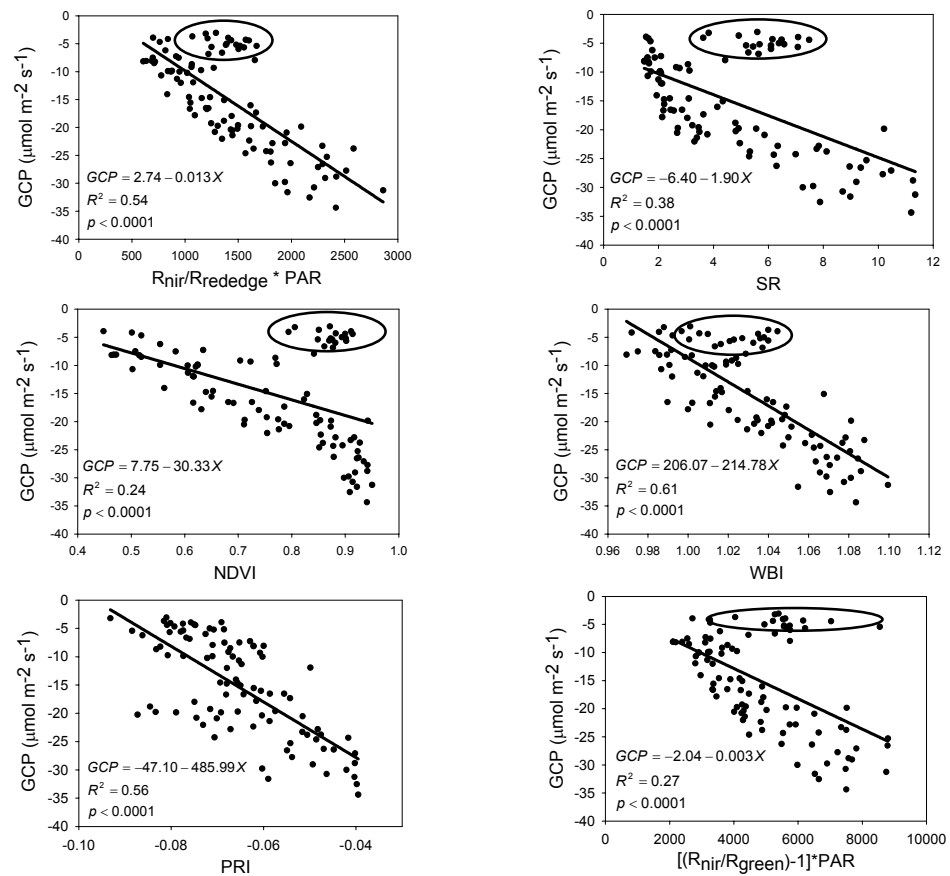 GCP (μmol m-2 s-1)
0
-5
-10
-15
-20
-25
-30
-35
-40
GCP = 2.74 − 0.013X
R2 = 0.54
p < 0.0001
0 500 1000 1500 2000 2500 3000
Rnir/Rrededge * PAR
GCP (μmol m-2 s-1)
0
-5
-10
-15
-20
-25
-30
-35
-40
GCP = −6.40 − 1.90X
R2 = 0.38
p < 0.0001
0 2 4 6 8 10 12
SR
GCP (μmol m-2 s-1)
0
-5
-10
-15
-20
-25
-30
-35
-40
GCP = 7.75 − 30.33X
R2 = 0.24
p < 0.0001
0.4 0.5 0.6 0.7 0.8 0.9 1.0
NDVI
GCP (μmol m-2 s-1)
0
-5
-10
-15
-20
-25
-30
-35
-40
GCP = 206.07 − 214.78X
R2 = 0.61
p < 0.0001
0.96 0.98 1.00 1.02 1.04 1.06 1.08 1.10 1.12
WBI
GCP (μmol m-2 s-1)
0
-5
-10
-15
-20
-25
-30
-35
-40
GCP = −47.10 − 485.99X
R2 = 0.56
p < 0.0001
-0.10 -0.08 -0.06 -0.04
PRI
GCP (μmol m-2 s-1)
0
-5
-10
-15
-20
-25
-30
-35
-40
GCP = −2.04 − 0.003X
R2 = 0.27
p < 0.0001
0 2000 4000 6000 8000 10000
[(Rnir/Rgreen)-1]*PAR